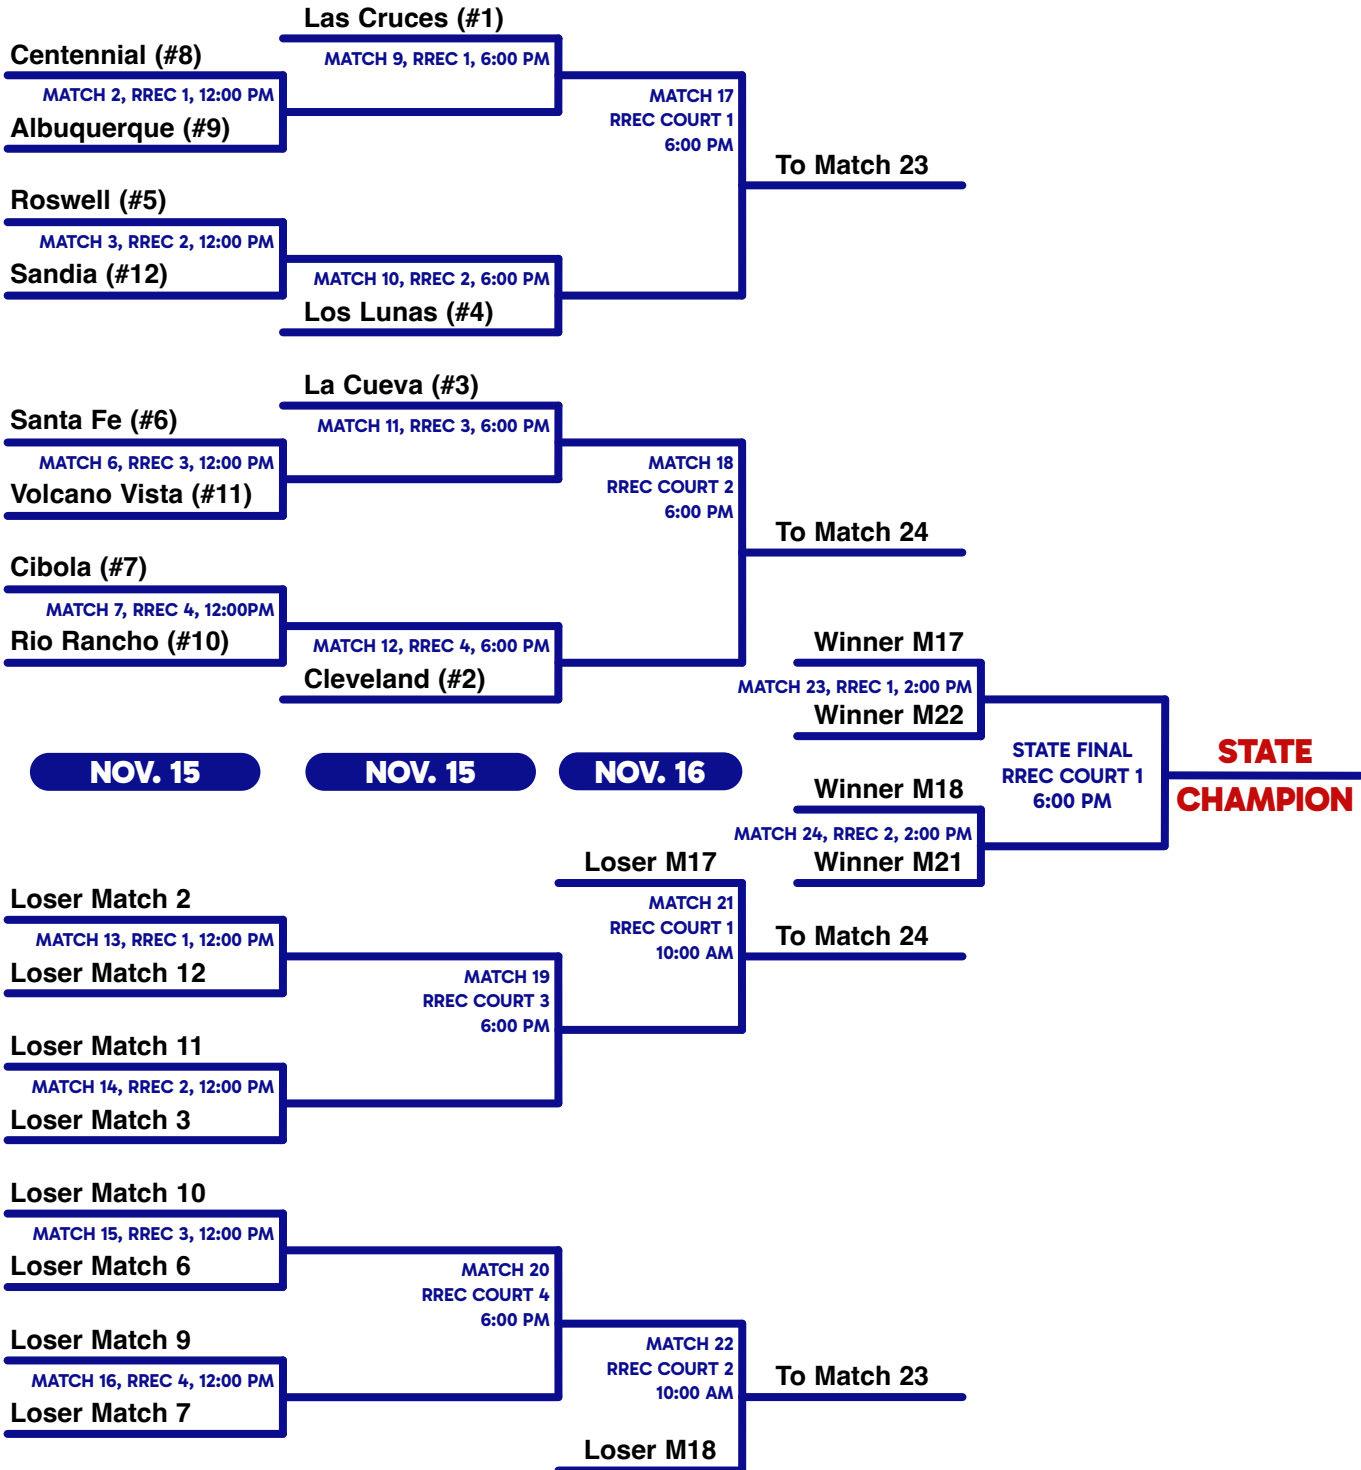 Las Cruces (#1)
Centennial (#8)
MATCH 9, RREC 1, 6:00 PM
MATCH 2, RREC 1, 12:00 PM
Albuquerque (#9)
MATCH 17
RREC COURT 1
6:00 PM
To Match 23
Roswell (#5)
MATCH 3, RREC 2, 12:00 PM
Sandia (#12)
MATCH 10, RREC 2, 6:00 PM
Los Lunas (#4)
La Cueva (#3)
Santa Fe (#6)
MATCH 11, RREC 3, 6:00 PM
MATCH 6, RREC 3, 12:00 PM
Volcano Vista (#11)
MATCH 18
RREC COURT 2
6:00 PM
To Match 24
Cibola (#7)
MATCH 7, RREC 4, 12:00PM
Rio Rancho (#10)
MATCH 12, RREC 4, 6:00 PM
Cleveland (#2)
Winner M17
MATCH 23, RREC 1, 2:00 PM
Winner M22
NOV. 15
NOV. 15
NOV. 16
STATE FINAL
RREC COURT 1
6:00 PM
STATE
CHAMPION
Winner M18
MATCH 24, RREC 2, 2:00 PM
Winner M21
Loser M17
Loser Match 2
MATCH 13, RREC 1, 12:00 PM
Loser Match 12
MATCH 21
RREC COURT 1
10:00 AM
To Match 24
MATCH 19
RREC COURT 3
6:00 PM
Loser Match 11
MATCH 14, RREC 2, 12:00 PM
Loser Match 3
Loser Match 10
MATCH 15, RREC 3, 12:00 PM
Loser Match 6
MATCH 20
RREC COURT 4
6:00 PM
Loser Match 9
MATCH 16, RREC 4, 12:00 PM
Loser Match 7
MATCH 22
RREC COURT 2
10:00 AM
To Match 23
Loser M18